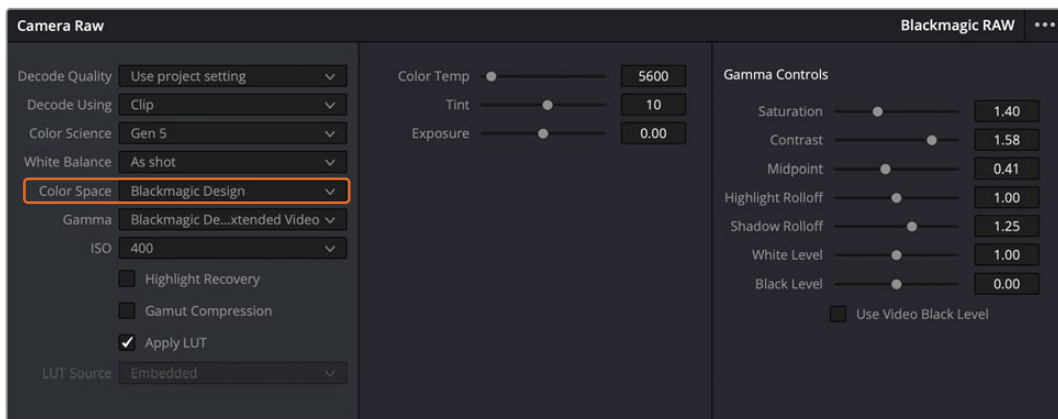 Camera Raw
Blackmagic RAW
Decode Quality Use project setting
Decode Using Clip
Color Science Gen 5
White Balance As shot
Color Space Blackmagic Design
Gamma Blackmagic De...xtended Video
ISO 400
Highlight Recovery
Gamut Compression
Apply LUT
LUT Source Embedded
Color Temp 5600
Tint 10
Exposure 0.00
Gamma Controls
Saturation 1.40
Contrast 1.58
Midpoint 0.41
Highlight Rolloff 1.00
Shadow Rolloff 1.25
White Level 1.00
Black Level 0.00
Use Video Black Level